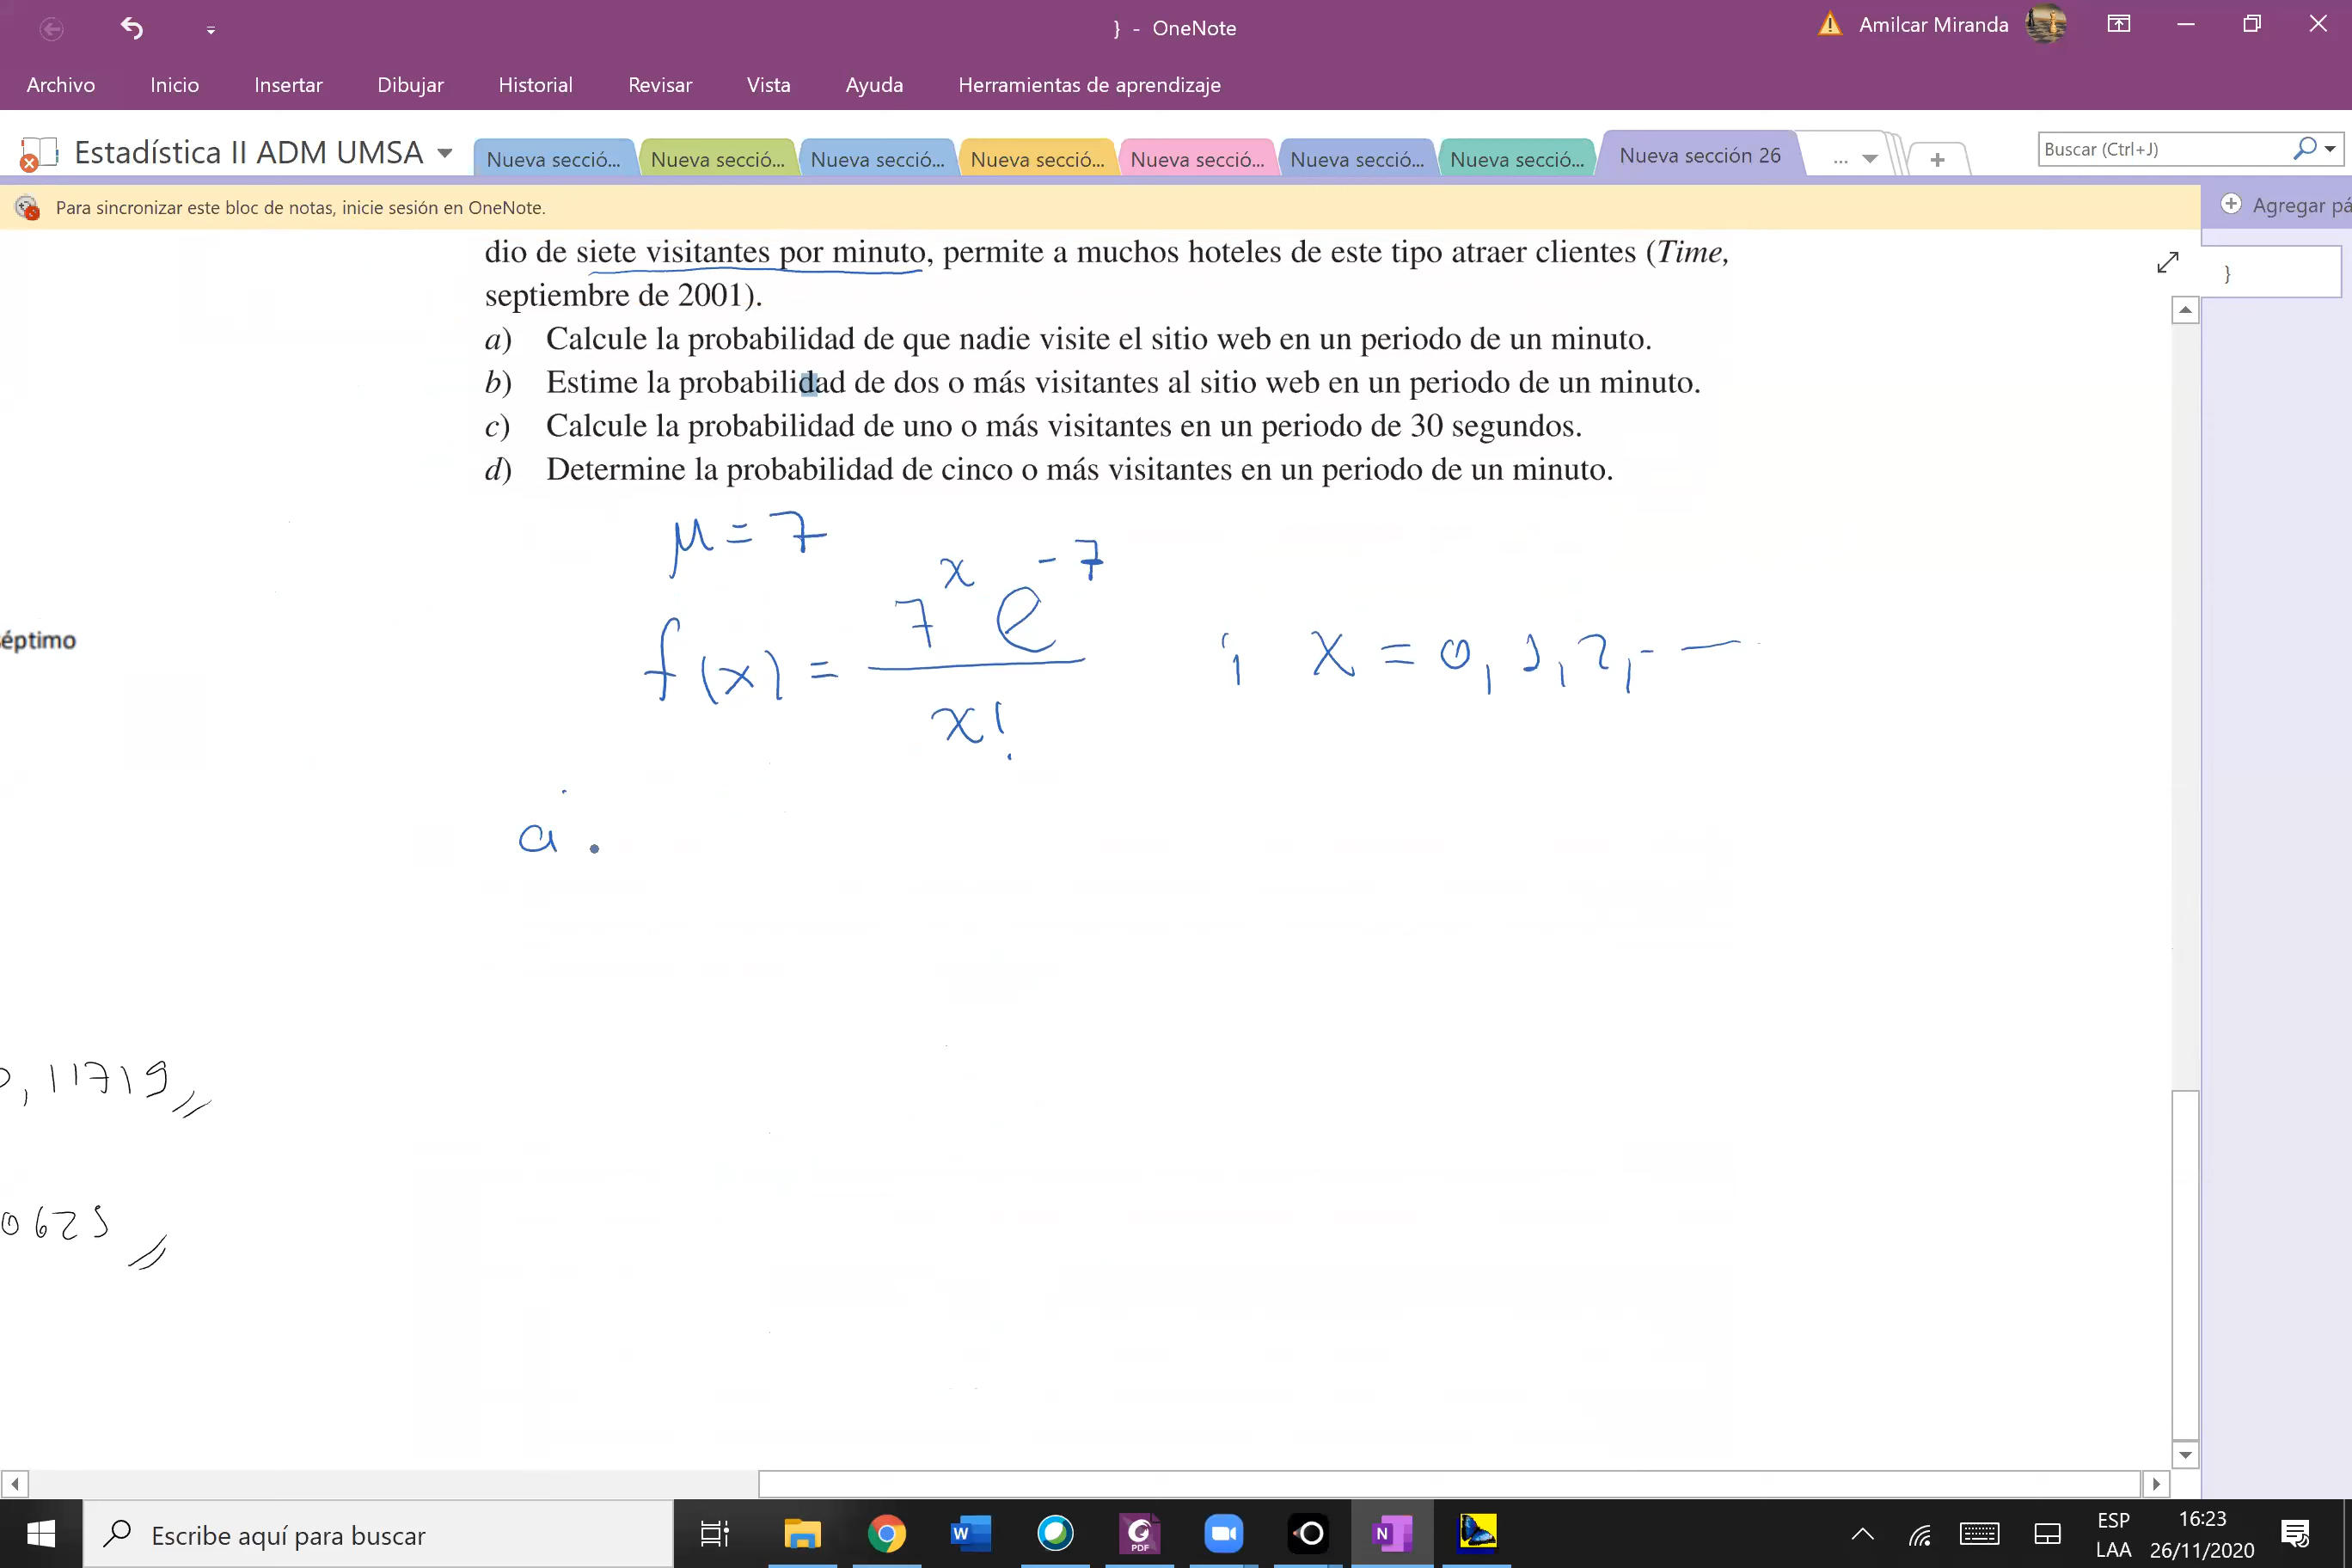 } - OneNote
Amilcar Miranda
Archivo Inicio Insertar Dibujar Historial Revisar Vista Ayuda Herramientas de aprendizaje
Estadística II ADM UMSA
Nueva secció... Nueva secció... Nueva secció... Nueva secció... Nueva secció... Nueva secció... Nueva secció... Nueva sección 26 ... +
Buscar (Ctrl+J)
Para sincronizar este bloc de notas, inicie sesión en OneNote.
Agregar pá
}
dio de siete visitantes por minuto, permite a muchos hoteles de este tipo atraer clientes (Time,
septiembre de 2001).
a) Calcule la probabilidad de que nadie visite el sitio web en un periodo de un minuto.
b) Estime la probabilidad de dos o más visitantes al sitio web en un periodo de un minuto.
c) Calcule la probabilidad de uno o más visitantes en un periodo de 30 segundos.
d) Determine la probabilidad de cinco o más visitantes en un periodo de un minuto.
μ = 7
f(x) = 7^x e^-7 / x! ; x = 0, 1, 2, - —
éptimo
a.
0,11719
0625
Escribe aquí para buscar
ESP
LAA
16:23
26/11/2020